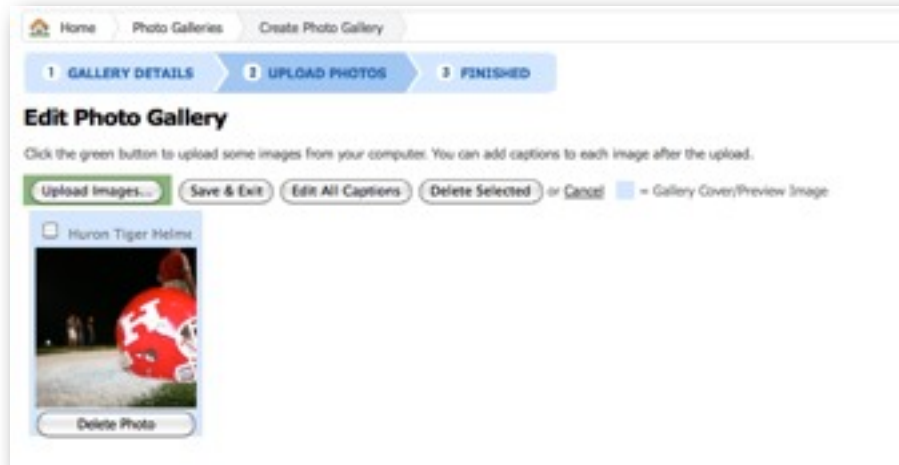 Home Photo Galleries Create Photo Gallery
1 GALLERY DETAILS 2 UPLOAD PHOTOS 3 FINISHED
Edit Photo Gallery
Click the green button to upload some images from your computer. You can add captions to each image after the upload.
Upload Images... Save & Exit Edit All Captions Delete Selected or Cancel = Gallery Cover/Preview Image
Huron Tiger Helme
H
Delete Photo